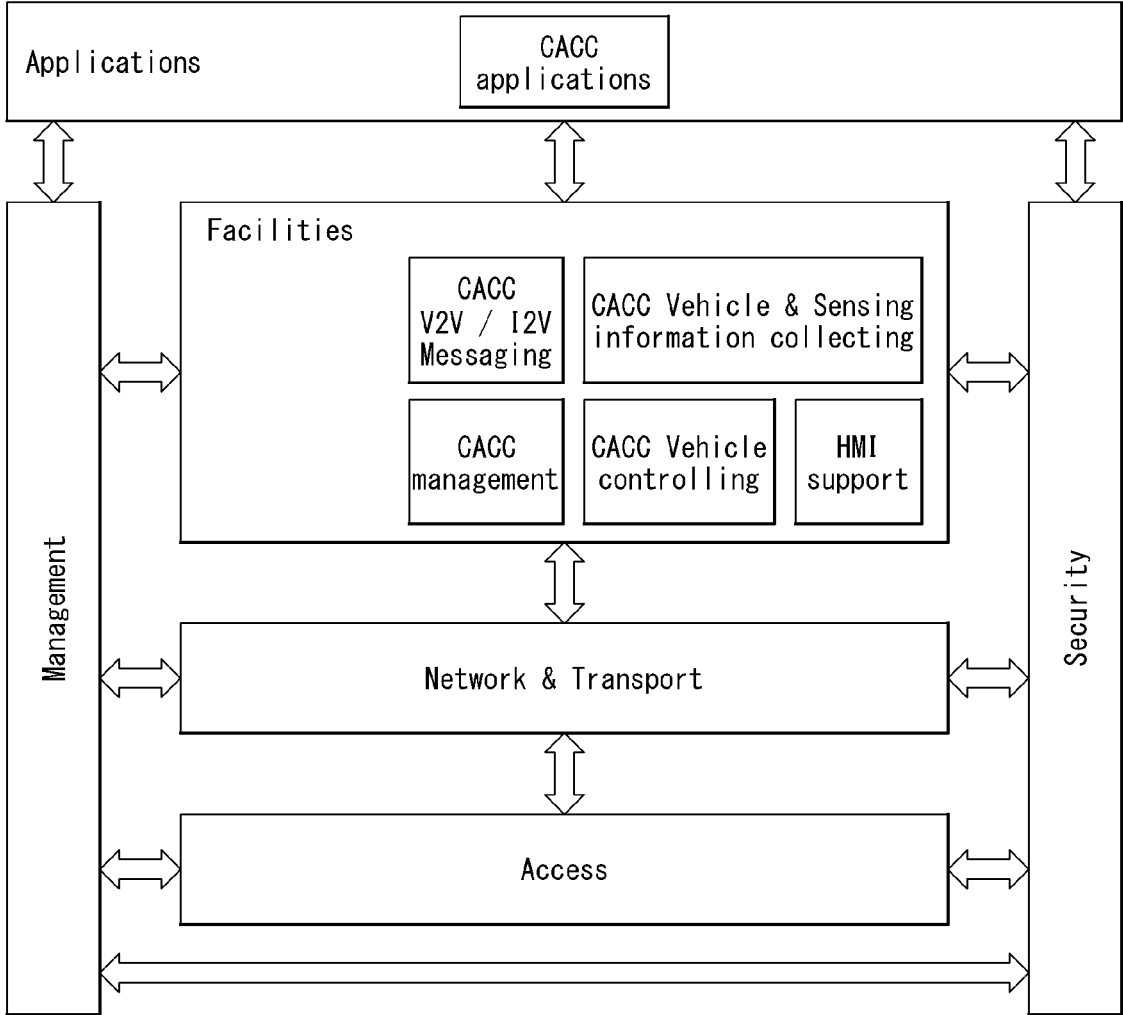 Applications
CACC
applications
Facilities
CACC
V2V / I2V
Messaging
CACC Vehicle & Sensing
information collecting
CACC
management
CACC Vehicle
controlling
HMI
support
Management
Security
Network & Transport
Access